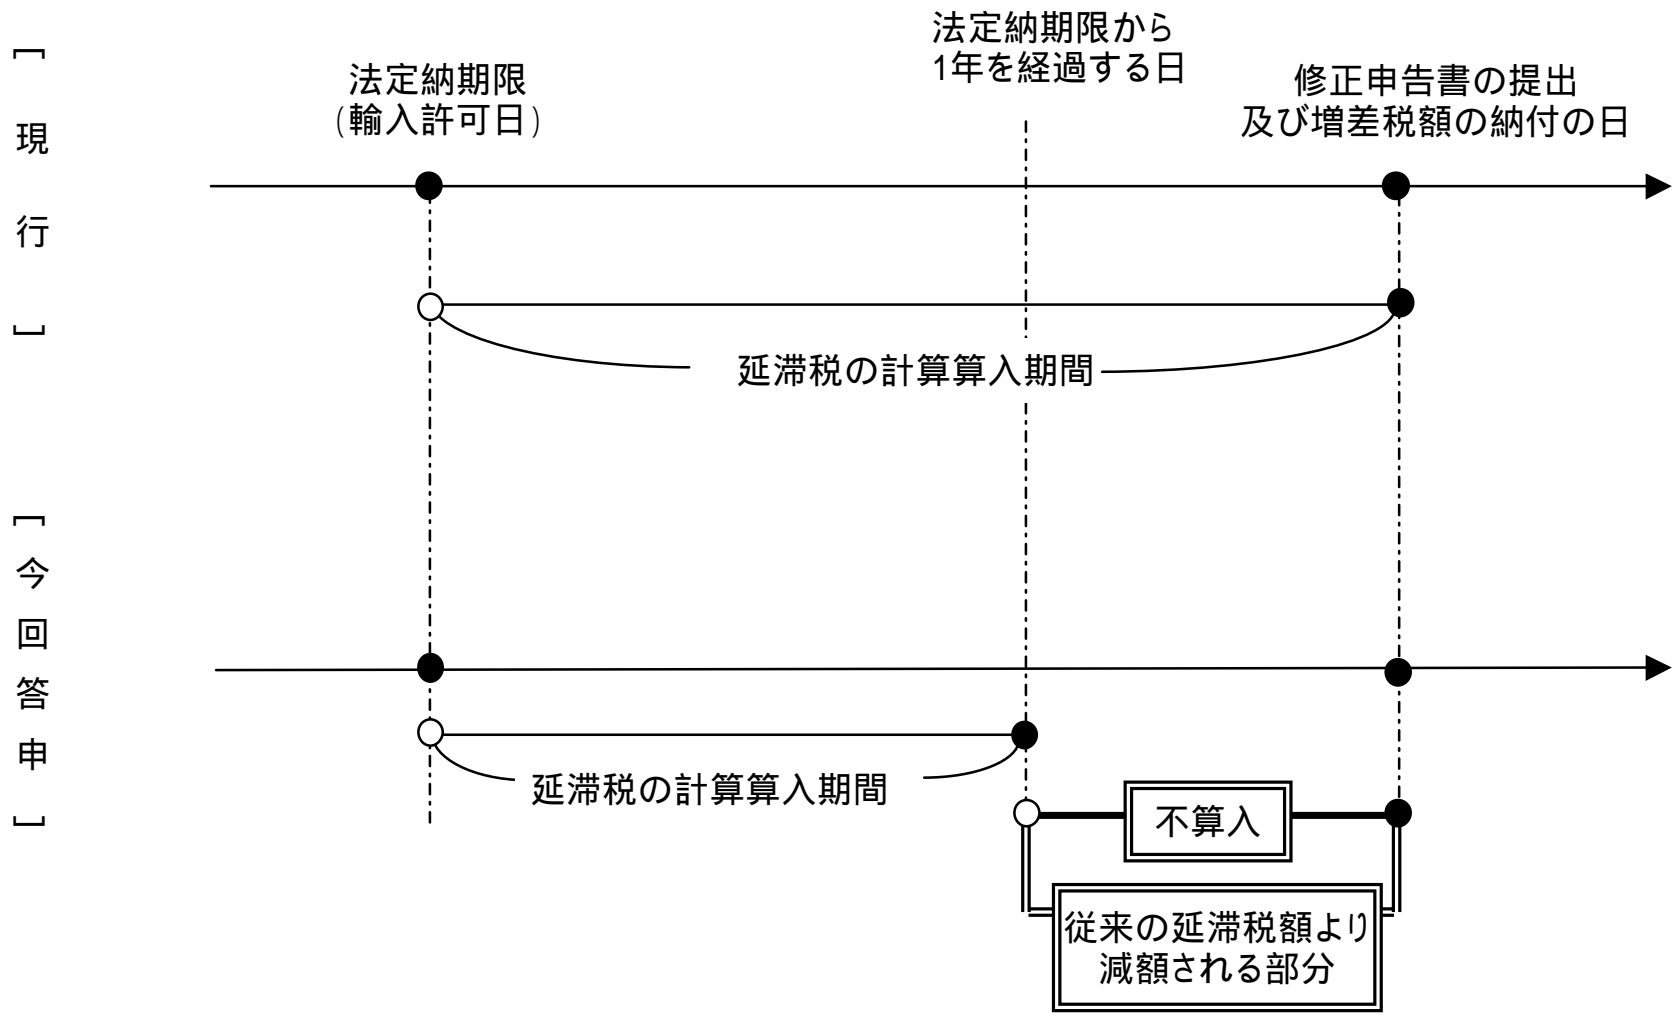 [現行]
法定納期限
(輸入許可日)
法定納期限から
1年を経過する日
修正申告書の提出
及び増差税額の納付の日
延滞税の計算算入期間
[今回答申]
延滞税の計算算入期間
不算入
従来の延滞税額より
減額される部分